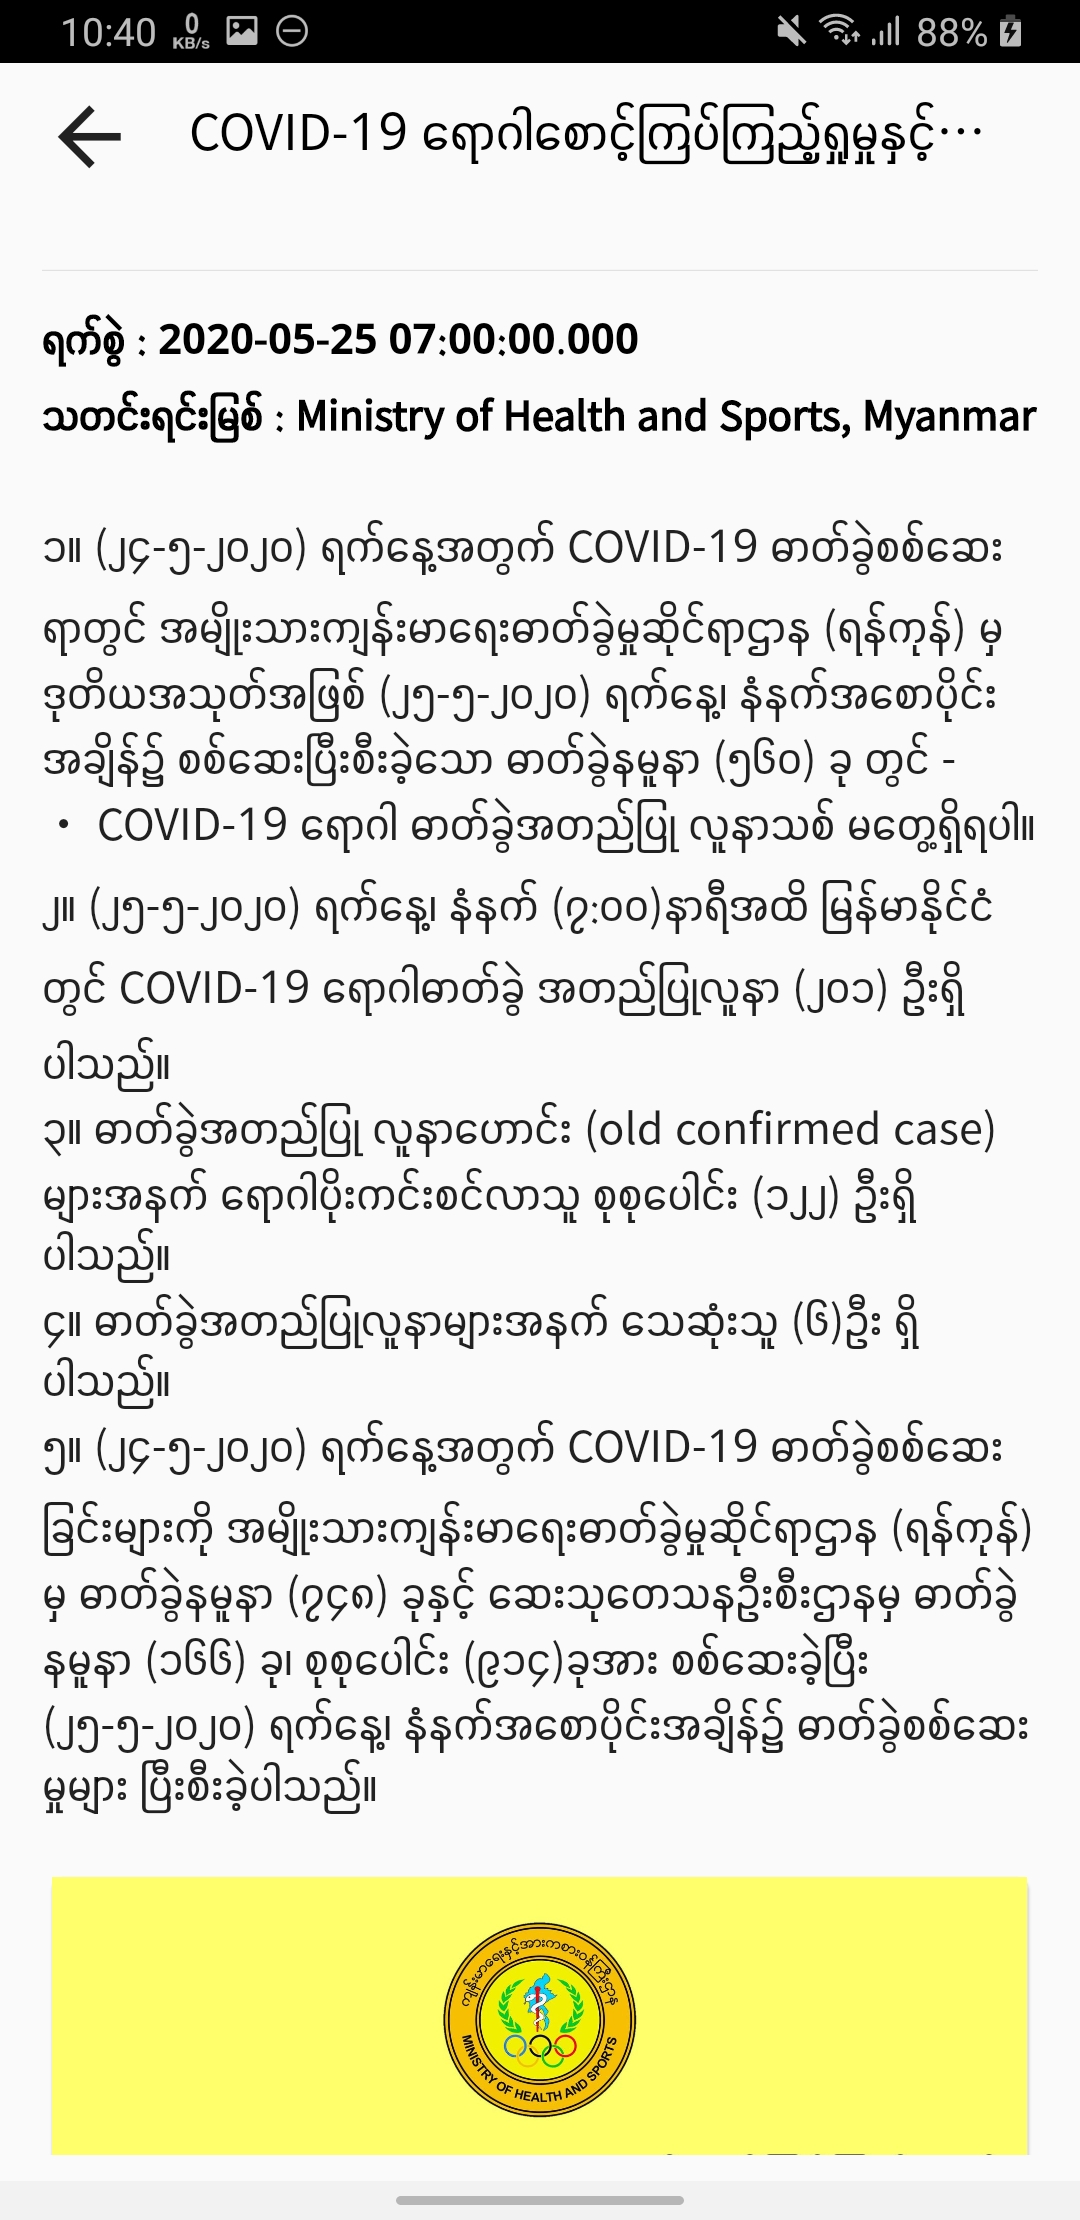 10:40 0 KB/s 88%
COVID-19 ရောဂါစောင့်ကြပ်ကြည့်ရှုမှုနှင့်...
ရက်စွဲ : 2020-05-25 07:00:00.000
သတင်းရင်းမြစ် : Ministry of Health and Sports, Myanmar
၁။ (၂၄-၅-၂၀၂၀) ရက်နေ့အတွက် COVID-19 ဓာတ်ခွဲစစ်ဆေး
ရာတွင် အမျိုးသားကျန်းမာရေးဓာတ်ခွဲမှုဆိုင်ရာဌာန (ရန်ကုန်) မှ
ဒုတိယအသုတ်အဖြစ် (၂၅-၅-၂၀၂၀) ရက်နေ့၊ နံနက်အစောပိုင်း
အချိန်၌ စစ်ဆေးပြီးစီးခဲ့သော ဓာတ်ခွဲနမူနာ (၅၆၀) ခု တွင် -
• COVID-19 ရောဂါ ဓာတ်ခွဲအတည်ပြု လူနာသစ် မတွေ့ရှိရပါ။
၂။ (၂၅-၅-၂၀၂၀) ရက်နေ့၊ နံနက် (၇:၀၀)နာရီအထိ မြန်မာနိုင်ငံ
တွင် COVID-19 ရောဂါဓာတ်ခွဲ အတည်ပြုလူနာ (၂၀၁) ဦးရှိ
ပါသည်။
၃။ ဓာတ်ခွဲအတည်ပြု လူနာဟောင်း (old confirmed case)
များအနက် ရောဂါပိုးကင်းစင်လာသူ စုစုပေါင်း (၁၂၂) ဦးရှိ
ပါသည်။
၄။ ဓာတ်ခွဲအတည်ပြုလူနာများအနက် သေဆုံးသူ (၆)ဦး ရှိ
ပါသည်။
၅။ (၂၄-၅-၂၀၂၀) ရက်နေ့အတွက် COVID-19 ဓာတ်ခွဲစစ်ဆေး
ခြင်းများကို အမျိုးသားကျန်းမာရေးဓာတ်ခွဲမှုဆိုင်ရာဌာန (ရန်ကုန်)
မှ ဓာတ်ခွဲနမူနာ (၇၄၈) ခုနှင့် ဆေးသုတေသနဦးစီးဌာနမှ ဓာတ်ခွဲ
နမူနာ (၁၆၆) ခု၊ စုစုပေါင်း (၉၁၄)ခုအား စစ်ဆေးခဲ့ပြီး
(၂၅-၅-၂၀၂၀) ရက်နေ့၊ နံနက်အစောပိုင်းအချိန်၌ ဓာတ်ခွဲစစ်ဆေး
မှုများ ပြီးစီးခဲ့ပါသည်။
ကျန်းမာရေးနှင့်အားကစားဝန်ကြီးဌာန
MINISTRY OF HEALTH AND SPORTS